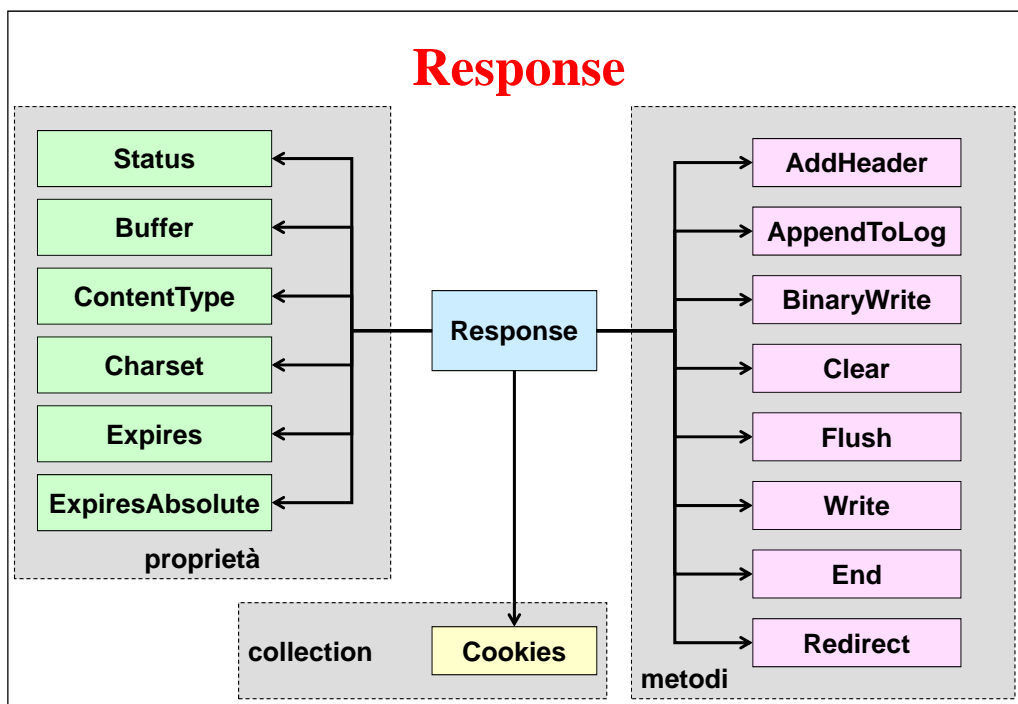 Response
Status
Buffer
ContentType
Charset
Expires
ExpiresAbsolute
proprietà
Response
collection
Cookies
AddHeader
AppendToLog
BinaryWrite
Clear
Flush
Write
End
Redirect
metodi